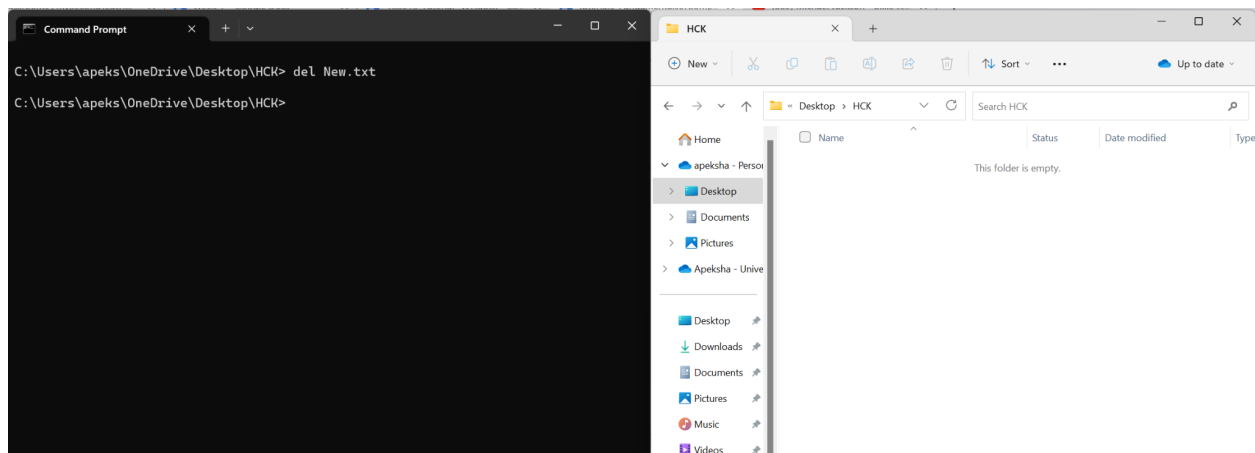 Command Prompt
C:\Users\apeks\OneDrive\Desktop\HCK> del New.txt
C:\Users\apeks\OneDrive\Desktop\HCK>
HCK
New
Sort
Up to date
« Desktop > HCK
Search HCK
Name
Status
Date modified
Type
This folder is empty.
Home
apeksha - Person
Desktop
Documents
Pictures
Apeksha - Unive
Desktop
Downloads
Documents
Pictures
Music
Videos